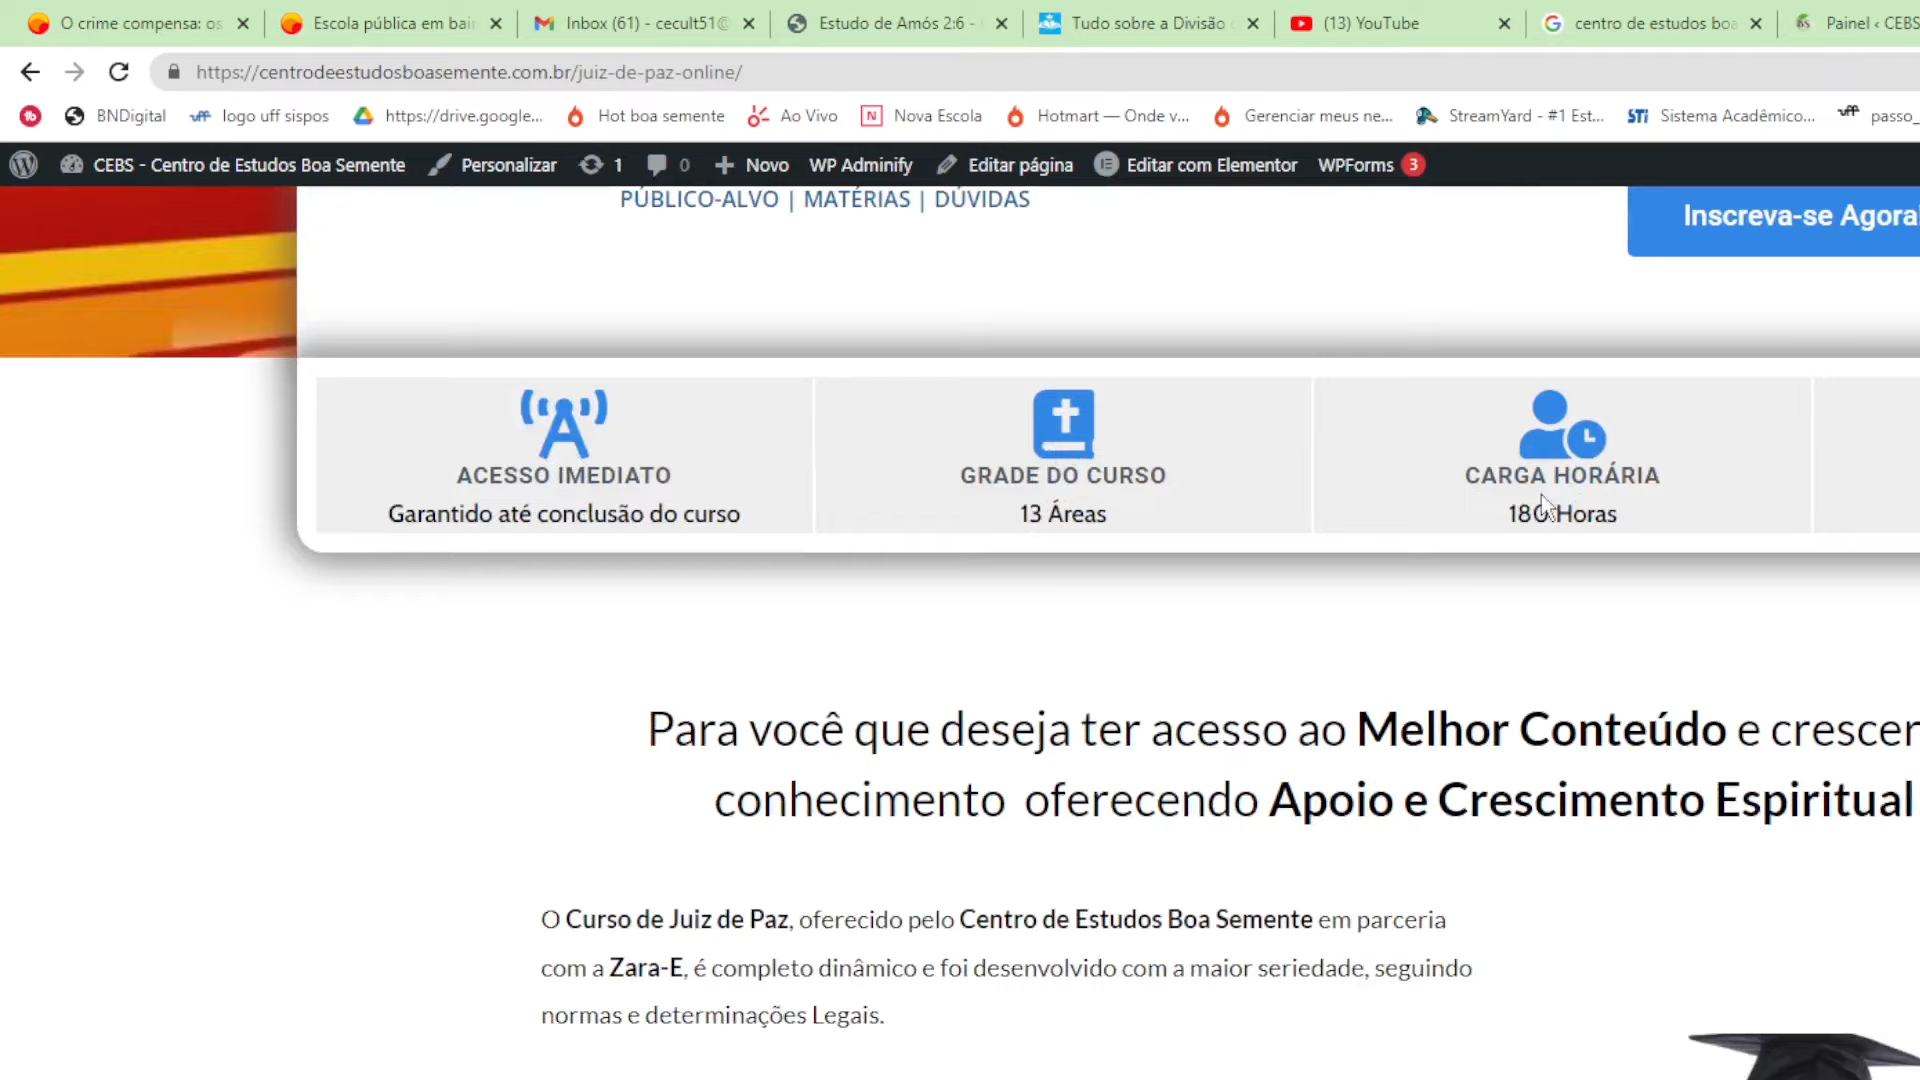 O crime compensa: os
Escola pública em bair
Inbox (61) - cecult51@
Estudo de Amós 2:6 -
Tudo sobre a Divisão
(13) YouTube
centro de estudos boa
Painel ‹ CEBS
https://centrodeestudosboasemente.com.br/juiz-de-paz-online/
BNDigital
logo uff sispos
https://drive.google...
Hot boa semente
Ao Vivo
Nova Escola
Hotmart — Onde v...
Gerenciar meus ne...
StreamYard - #1 Est...
STi Sistema Acadêmico...
uff passo_
CEBS - Centro de Estudos Boa Semente
Personalizar
1
0
Novo
WP Adminify
Editar página
Editar com Elementor
WPForms 3
PÚBLICO-ALVO | MATÉRIAS | DÚVIDAS
Inscreva-se Agora!
ACESSO IMEDIATO
Garantido até conclusão do curso
GRADE DO CURSO
13 Áreas
CARGA HORÁRIA
180 Horas
Para você que deseja ter acesso ao Melhor Conteúdo e crescer
conhecimento oferecendo Apoio e Crescimento Espiritual
O Curso de Juiz de Paz, oferecido pelo Centro de Estudos Boa Semente em parceria
com a Zara-E, é completo dinâmico e foi desenvolvido com a maior seriedade, seguindo
normas e determinações Legais.